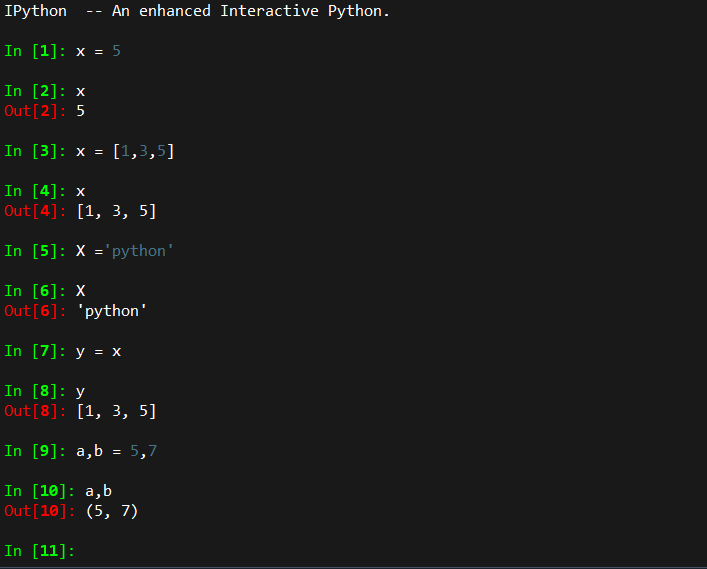 IPython  -- An enhanced Interactive Python.
In [1]: x = 5
In [2]: x
Out[2]: 5
In [3]: x = [1,3,5]
In [4]: x
Out[4]: [1, 3, 5]
In [5]: X ='python'
In [6]: X
Out[6]: 'python'
In [7]: y = x
In [8]: y
Out[8]: [1, 3, 5]
In [9]: a,b = 5,7
In [10]: a,b
Out[10]: (5, 7)
In [11]: